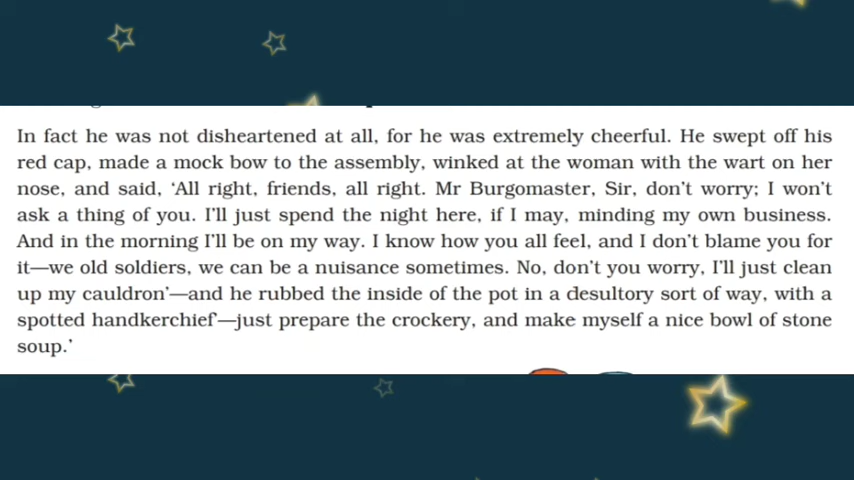 In fact he was not disheartened at all, for he was extremely cheerful. He swept off his
red cap, made a mock bow to the assembly, winked at the woman with the wart on her
nose, and said, ‘All right, friends, all right. Mr Burgomaster, Sir, don’t worry; I won’t
ask a thing of you. I’ll just spend the night here, if I may, minding my own business.
And in the morning I’ll be on my way. I know how you all feel, and I don’t blame you for
it—we old soldiers, we can be a nuisance sometimes. No, don’t you worry, I’ll just clean
up my cauldron’—and he rubbed the inside of the pot in a desultory sort of way, with a
spotted handkerchief’—just prepare the crockery, and make myself a nice bowl of stone
soup.’